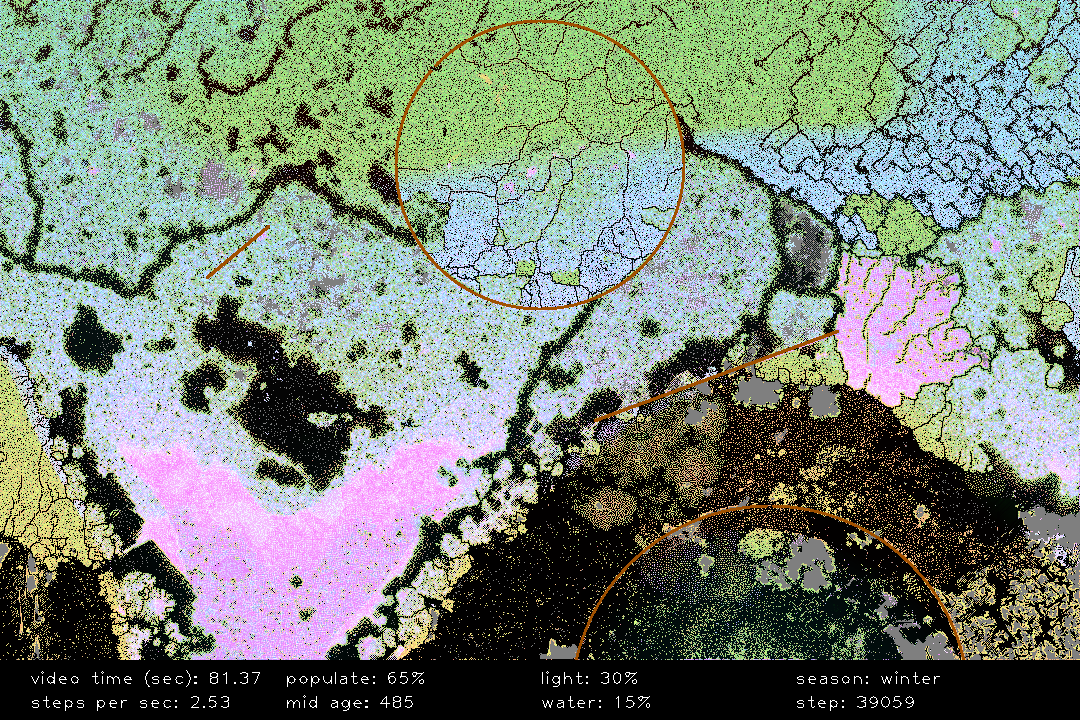 video time (sec): 81.37 populate: 65% light: 30% season: winter
steps per sec: 2.53 mid age: 485 water: 15% step: 39059